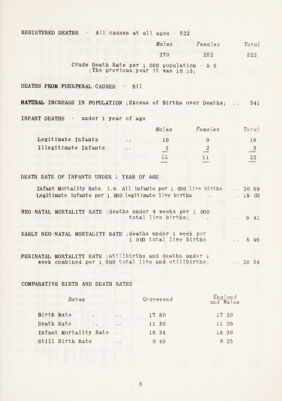 REGISTERED DEATHS - All causes at all ages - 522
Males Females Total
270 252 522
Crude Death Rate per 1,000 population - 9.5
(The previous year it was 10.15)
DEATHS FROM PUERPERAL CAUSES - Nil
NATURAL INCREASE IN POPULATION (Excess of Births over Deaths) .. 541
INFANT DEATHS - under 1 year of age
Males Females Total
Legitimate Infants .. 10 9 19
Illegitimate Infants .. 1 2 3
11 11 22
DEATH RATE OF INFANTS UNDER 1 YEAR OF AGE
Infant Mortality Rate i.e. All infants per 1,000 live births .. 20.69
Legitimate infants per 1,000 legitimate live births .. 19.03
NEO-NATAL MORTALITY RATE (deaths under 4 weeks per 1,000
total live births) .. 9.41
EARLY NEO-NATAL MORTALITY RATE (deaths under 1 week per
1,000 total live births .. 8.46
PERINATAL MORTALITY RATE (stillbirths and deaths under 1
week combined per 1,000 total live and stillbirths) .. 26.54
COMPARATIVE BIRTH AND DEATH RATES
Rates Gravesend England and Wales
Birth Rate .. .. 17.80 17.20
Death Rate .. .. 11.30 11.20
Infant Mortality Rate .. 18.34 18.30
Still Birth Rate .. 0.40 0.25
5